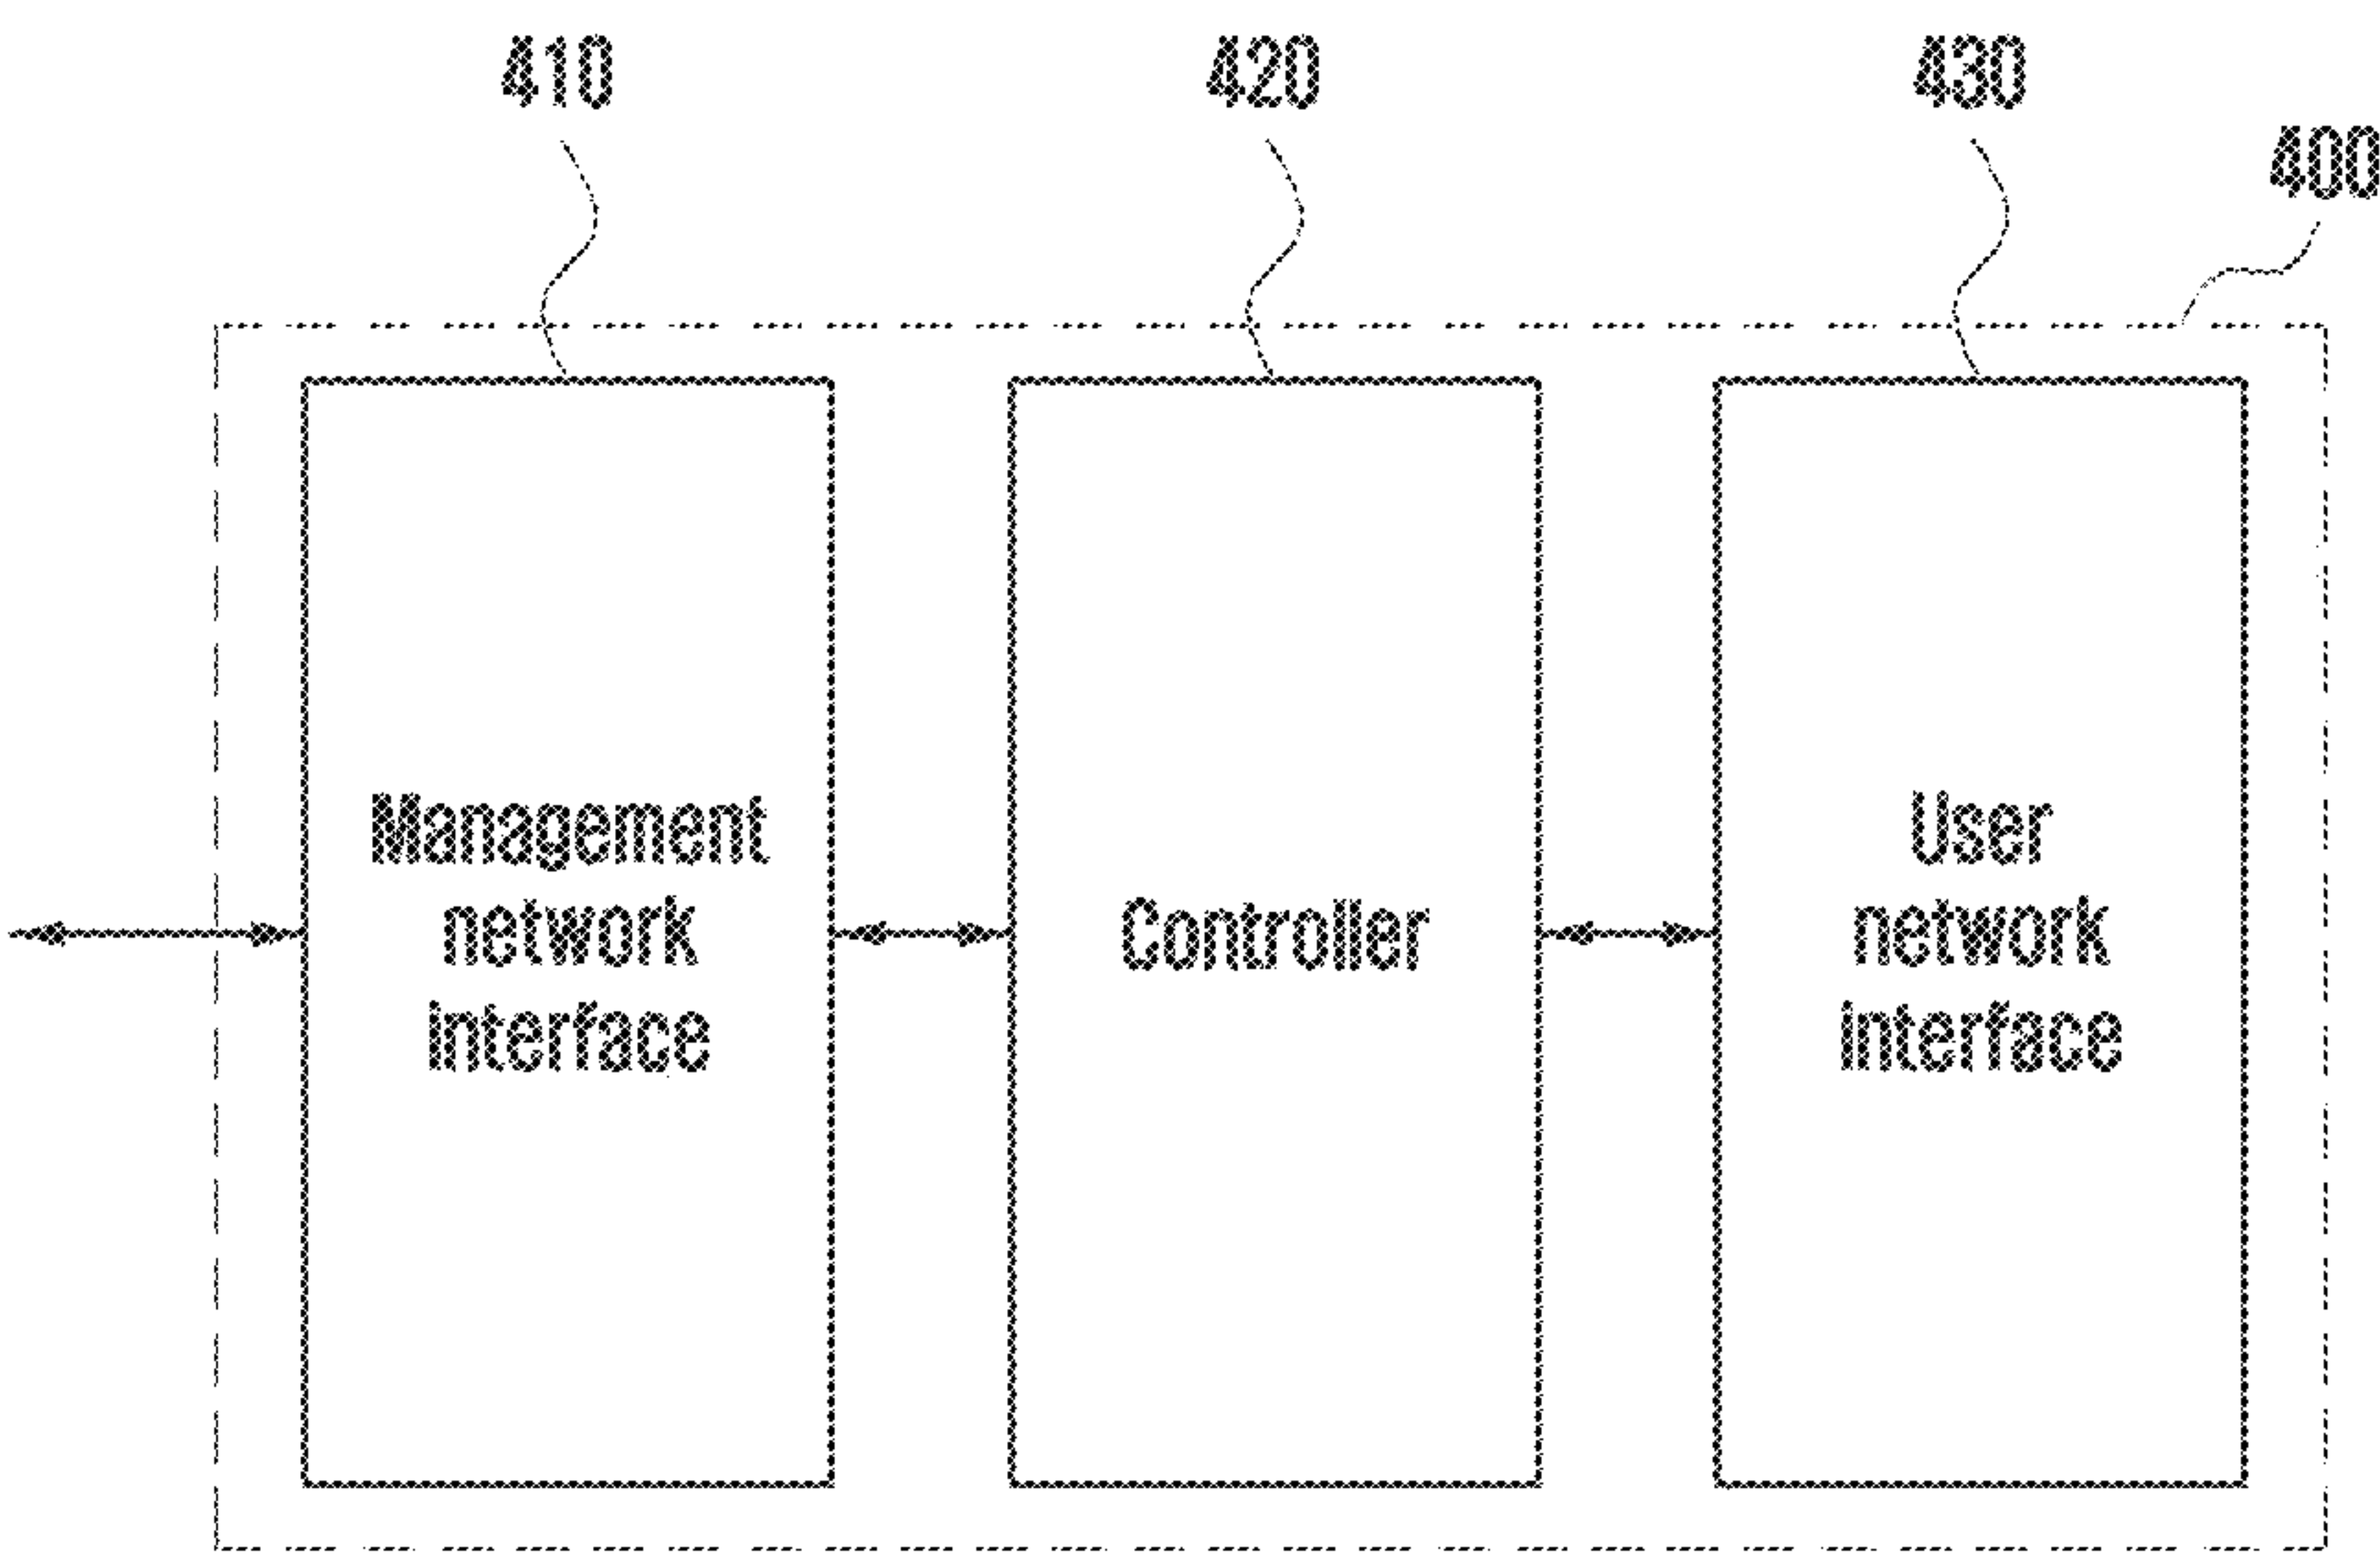 410
420
430
400
Management
network
interface
Controller
User
network
interface